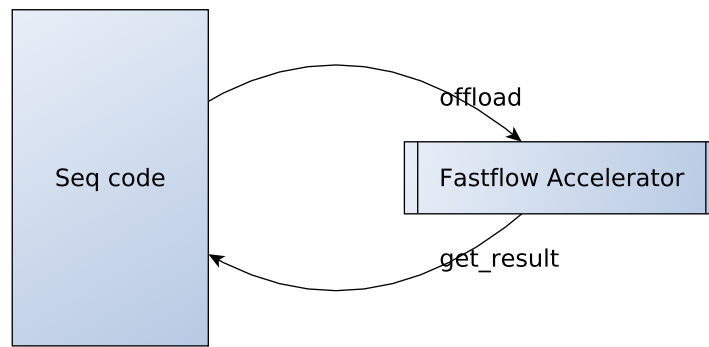 offload
Seq code
Fastflow Accelerator
get_result